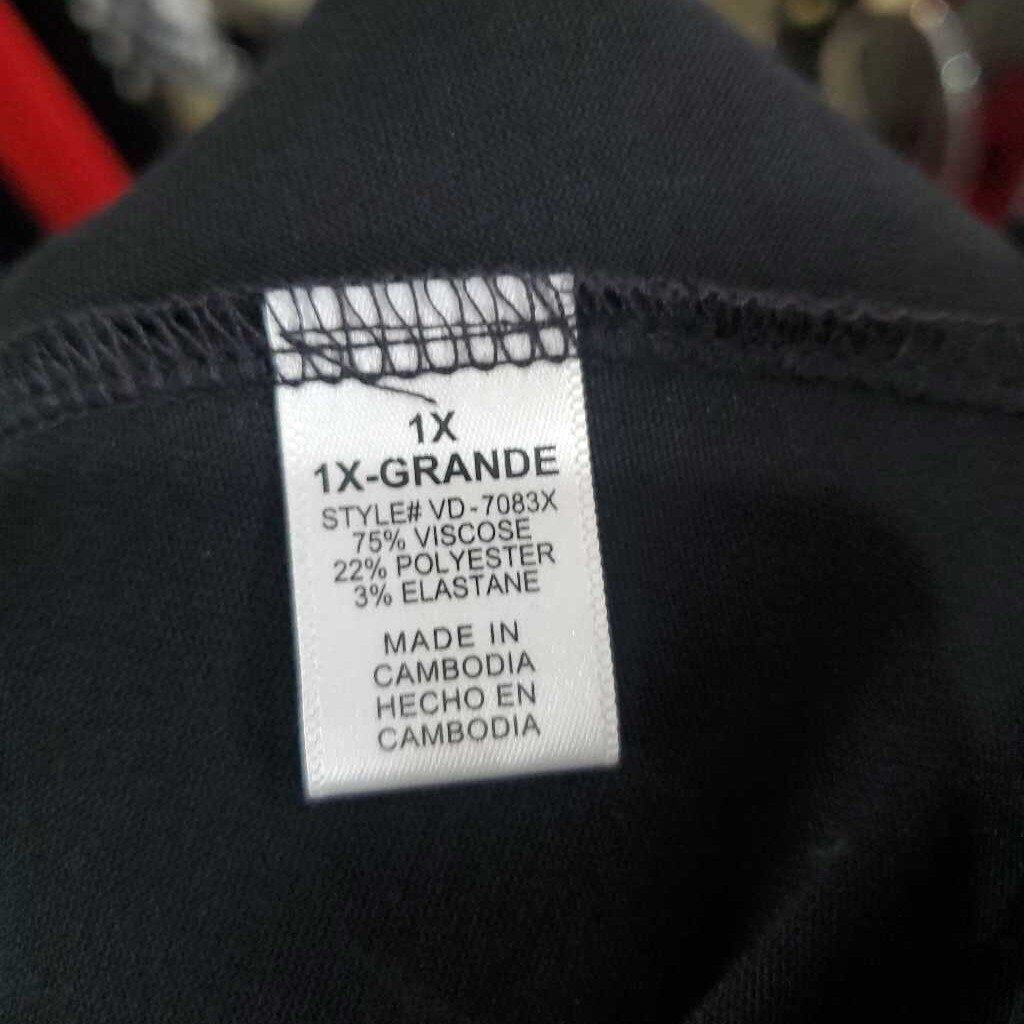 1X
1X-GRANDE
STYLE# VD-7083X
75% VISCOSE
22% POLYESTER
3% ELASTANE
MADE IN
CAMBODIA
HECHO EN
CAMBODIA